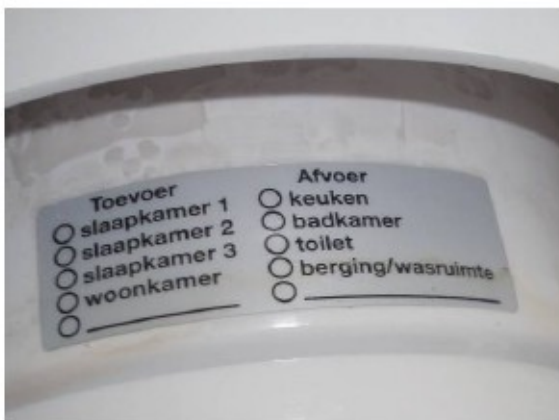 Toevoer
slaapkamer 1
slaapkamer 2
slaapkamer 3
woonkamer
Afvoer
keuken
badkamer
toilet
berging/wasruimte